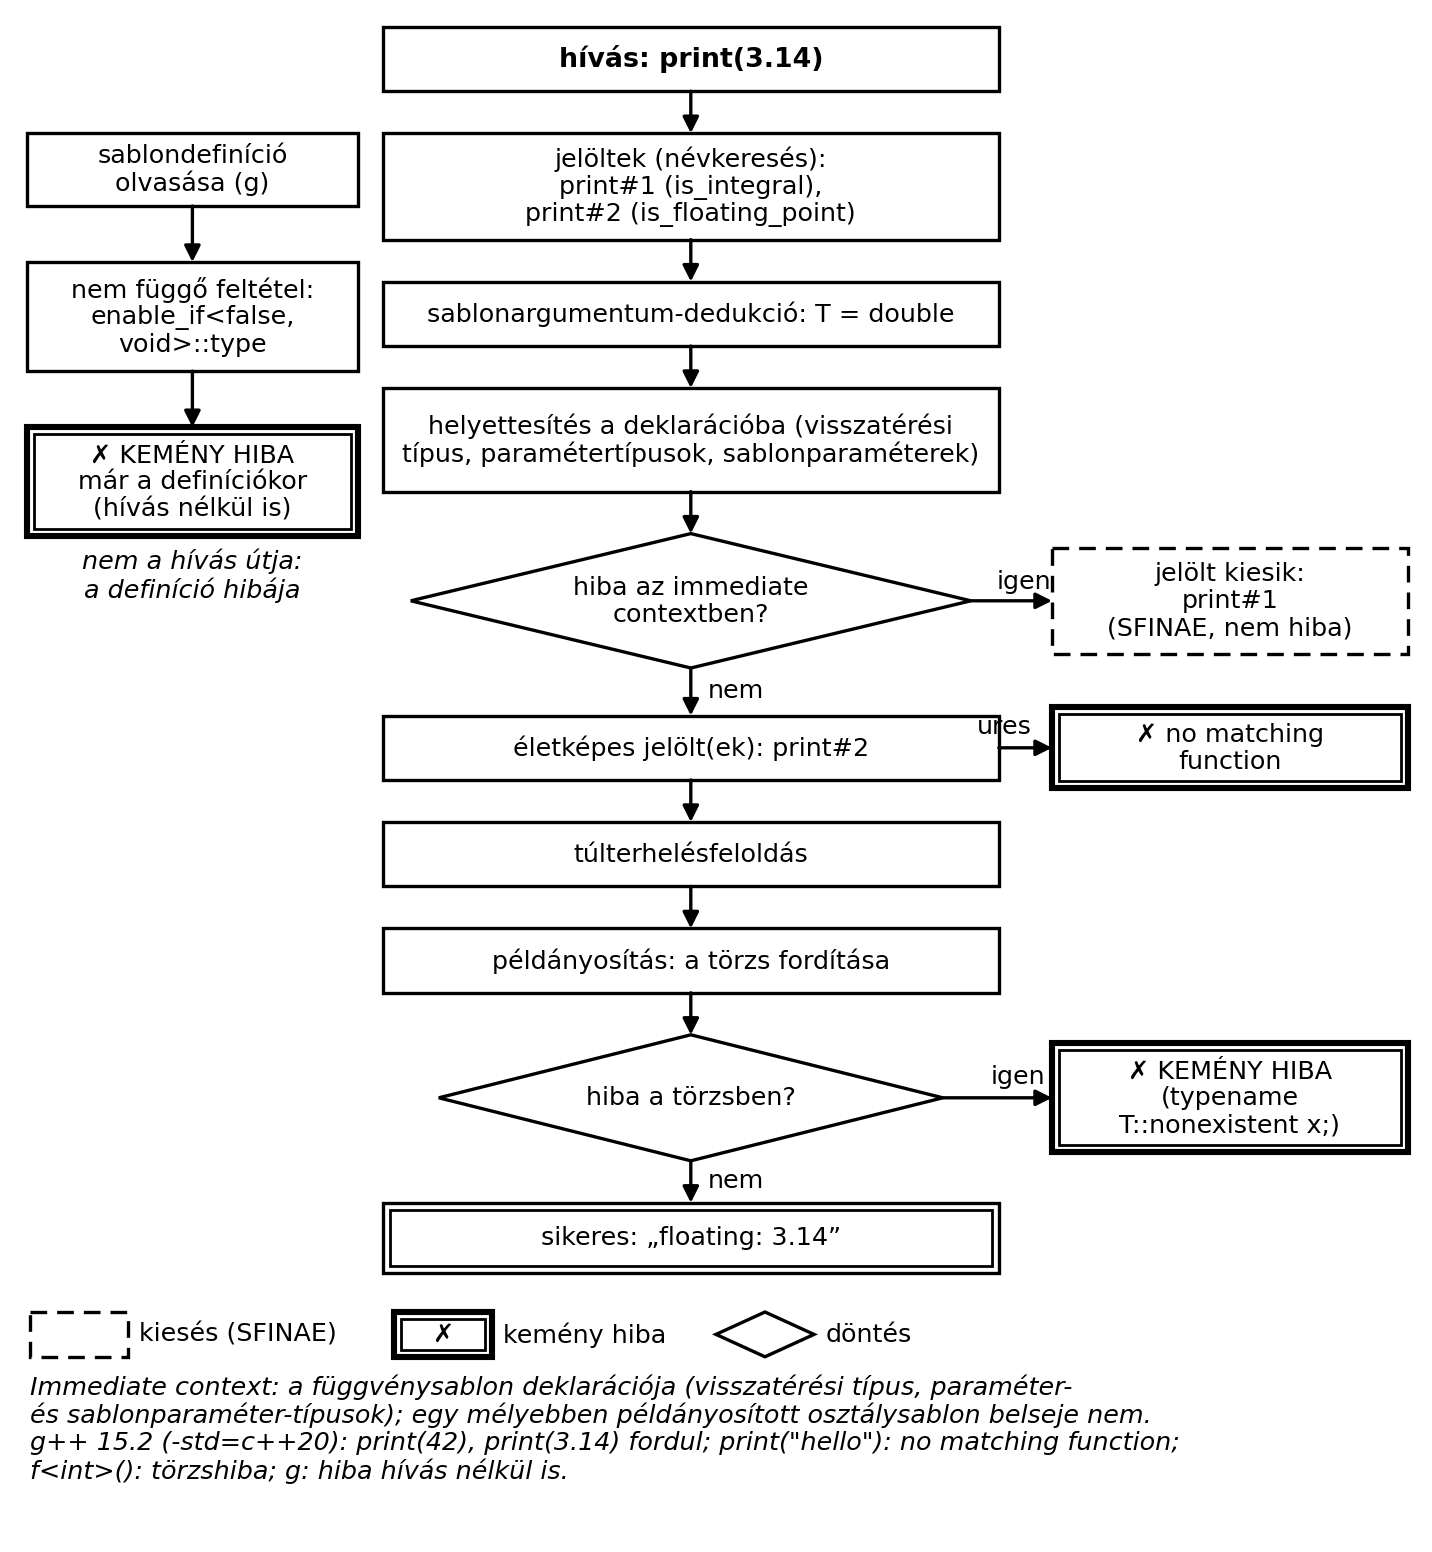 hívás: print(3.14)
sablondefiníció
olvasása (g)
jelöltek (névkeresés):
print#1 (is_integral),
print#2 (is_floating_point)
nem függő feltétel:
enable_if<false,
void>::type
sablonargumentum-dedukció: T = double
✗ KEMÉNY HIBA
már a definíciókor
(hívás nélkül is)
nem a hívás útja:
a definíció hibája
helyettesítés a deklarációba (visszatérési
típus, paramétertípusok, sablonparaméterek)
hiba az immediate
contextben?
igen
jelölt kiesik:
print#1
(SFINAE, nem hiba)
nem
életképes jelölt(ek): print#2
üres
✗ no matching
function
túlterhelésfeloldás
példányosítás: a törzs fordítása
hiba a törzsben?
igen
✗ KEMÉNY HIBA
(typename
T::nonexistent x;)
nem
sikeres: „floating: 3.14”
kiesés (SFINAE)
✗
kemény hiba
döntés
Immediate context: a függvénysablon deklarációja (visszatérési típus, paraméter-
és sablonparaméter-típusok); egy mélyebben példányosított osztálysablon belseje nem.
g++ 15.2 (-std=c++20): print(42), print(3.14) fordul; print("hello"): no matching function;
f<int>(): törzshiba; g: hiba hívás nélkül is.